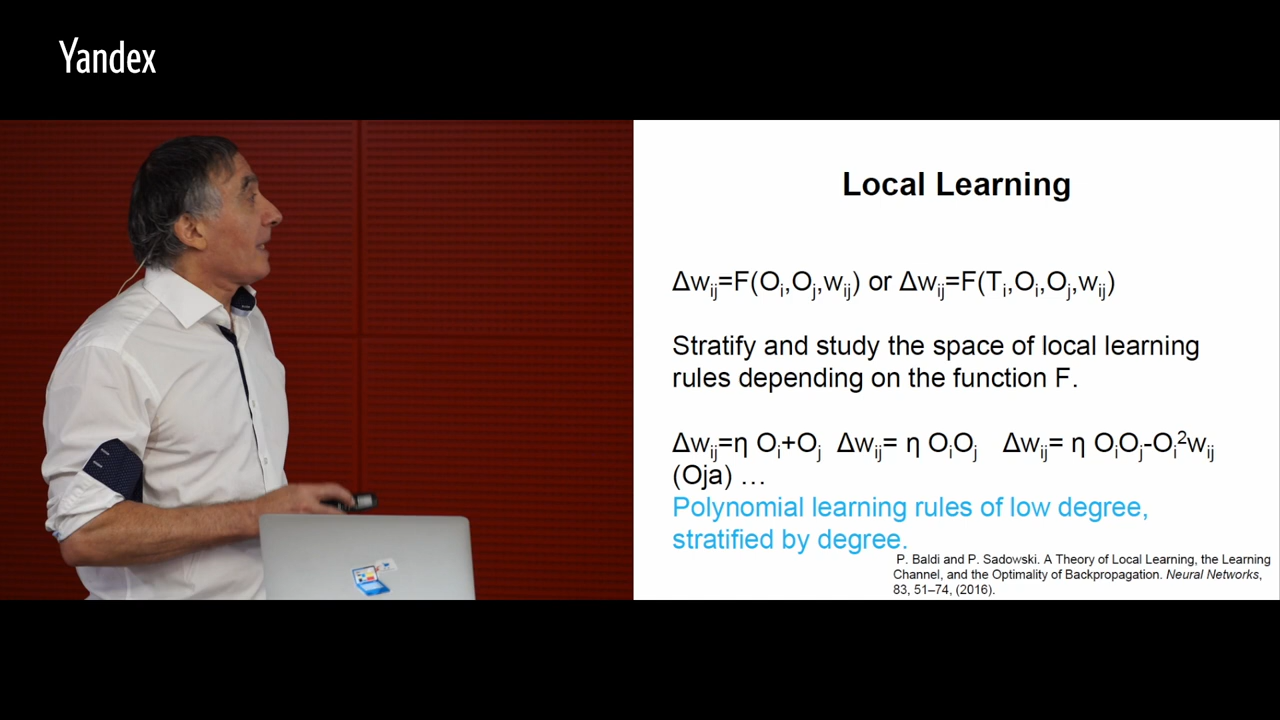 Yandex
Local Learning
Δwᵢⱼ=F(Oᵢ,Oⱼ,wᵢⱼ) or Δwᵢⱼ=F(Tᵢ,Oᵢ,Oⱼ,wᵢⱼ)
Stratify and study the space of local learning
rules depending on the function F.
Δwᵢⱼ=η Oᵢ+Oⱼ Δwᵢⱼ= η OᵢOⱼ Δwᵢⱼ= η OᵢOⱼ-Oᵢ²wᵢⱼ
(Oja) …
Polynomial learning rules of low degree,
stratified by degree.
P. Baldi and P. Sadowski. A Theory of Local Learning, the Learning
Channel, and the Optimality of Backpropagation. Neural Networks,
83, 51–74, (2016).